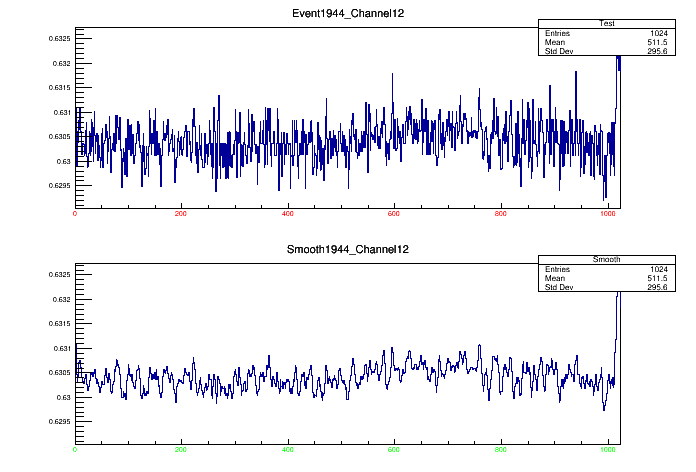 Event1944_Channel12
Test
Entries 1024
Mean 511.5
Std Dev 295.6
0.6325
0.632
0.6315
0.631
0.6305
0.63
0.6295
0 200 400 600 800 1000
Smooth1944_Channel12
Smooth
Entries 1024
Mean 511.5
Std Dev 295.6
0.6325
0.632
0.6315
0.631
0.6305
0.63
0.6295
0 200 400 600 800 1000